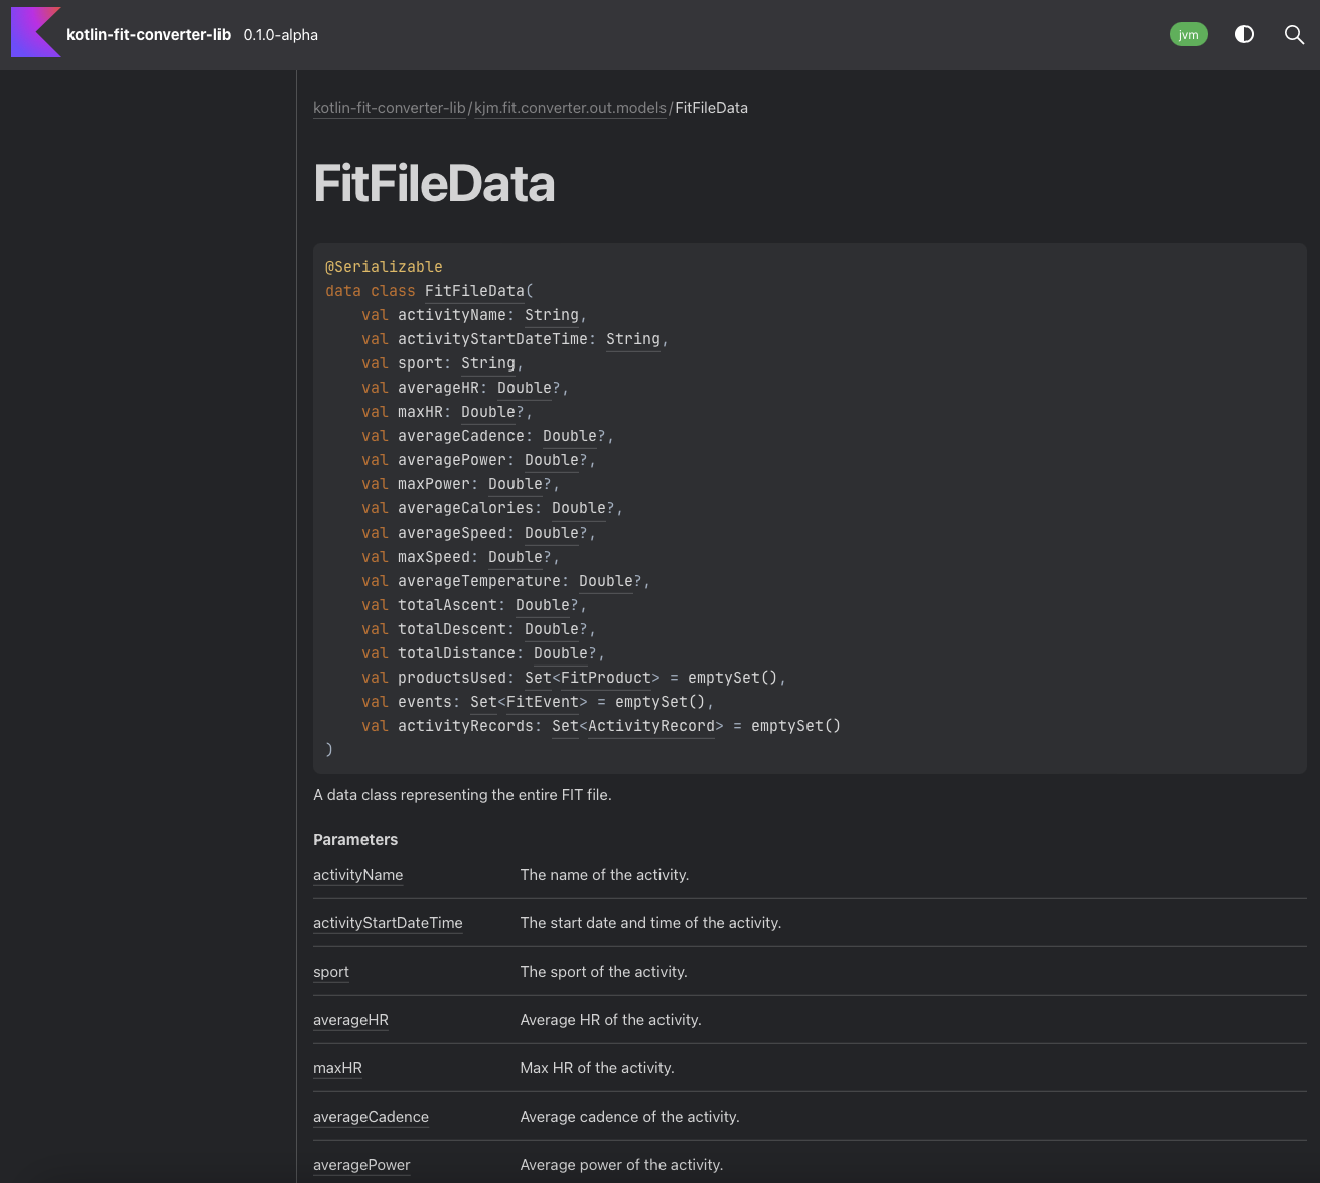 kotlin-fit-converter-lib 0.1.0-alpha jvm
kotlin-fit-converter-lib/kjm.fit.converter.out.models/FitFileData
FitFileData
@Serializable
data class FitFileData(
val activityName: String,
val activityStartDateTime: String,
val sport: String,
val averageHR: Double?,
val maxHR: Double?,
val averageCadence: Double?,
val averagePower: Double?,
val maxPower: Double?,
val averageCalories: Double?,
val averageSpeed: Double?,
val maxSpeed: Double?,
val averageTemperature: Double?,
val totalAscent: Double?,
val totalDescent: Double?,
val totalDistance: Double?,
val productsUsed: Set<FitProduct> = emptySet(),
val events: Set<FitEvent> = emptySet(),
val activityRecords: Set<ActivityRecord> = emptySet()
)
A data class representing the entire FIT file.
Parameters
activityName The name of the activity.
activityStartDateTime The start date and time of the activity.
sport The sport of the activity.
averageHR Average HR of the activity.
maxHR Max HR of the activity.
averageCadence Average cadence of the activity.
averagePower Average power of the activity.